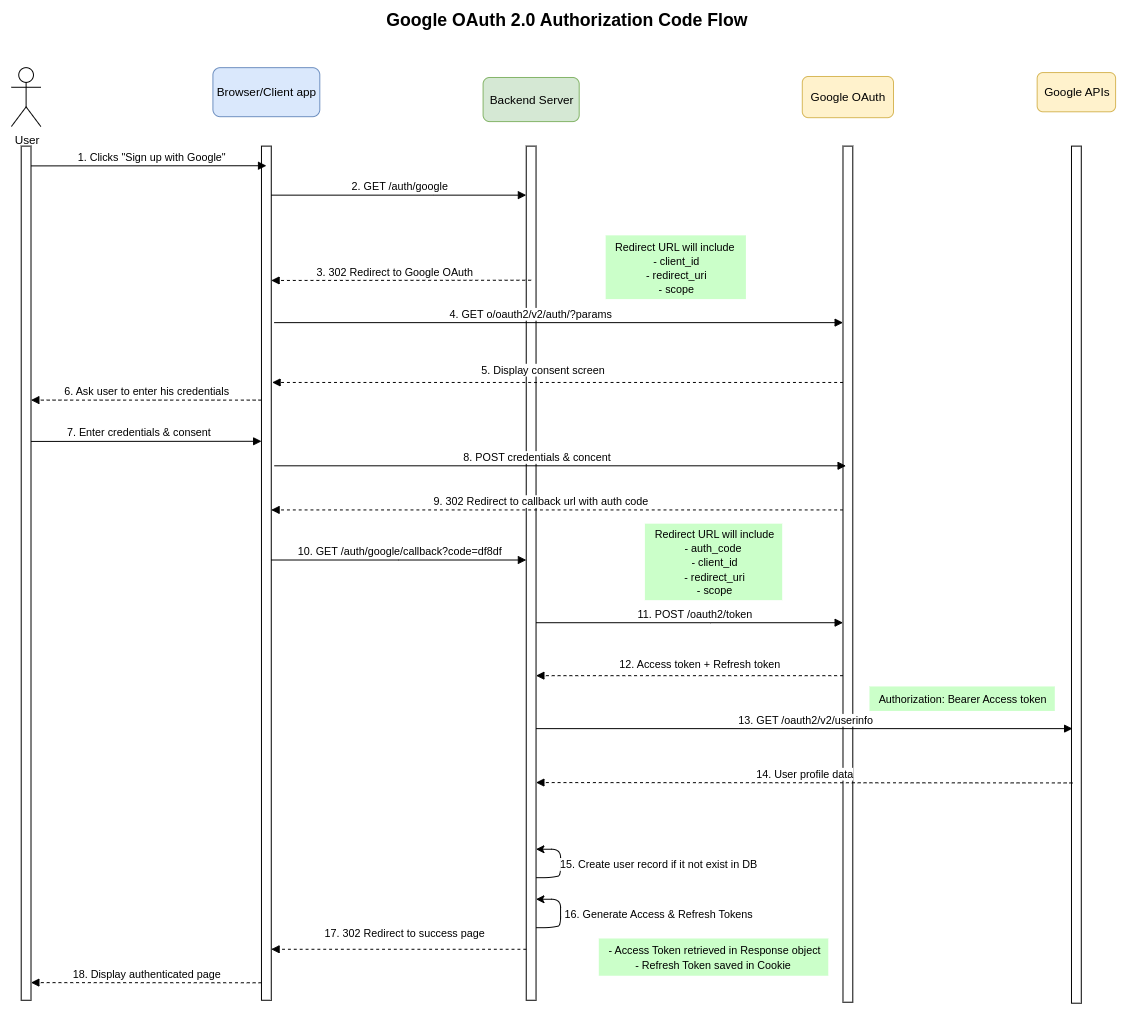 Google OAuth 2.0 Authorization Code Flow
User
Browser/Client app
Backend Server
Google OAuth
Google APIs
1. Clicks "Sign up with Google"
2. GET /auth/google
Redirect URL will include
- client_id
- redirect_uri
- scope
3. 302 Redirect to Google OAuth
4. GET o/oauth2/v2/auth/?params
5. Display consent screen
6. Ask user to enter his credentials
7. Enter credentials & consent
8. POST credentials & concent
9. 302 Redirect to callback url with auth code
Redirect URL will include
- auth_code
- client_id
- redirect_uri
- scope
10. GET /auth/google/callback?code=df8df
11. POST /oauth2/token
12. Access token + Refresh token
Authorization: Bearer Access token
13. GET /oauth2/v2/userinfo
14. User profile data
15. Create user record if it not exist in DB
16. Generate Access & Refresh Tokens
17. 302 Redirect to success page
- Access Token retrieved in Response object
- Refresh Token saved in Cookie
18. Display authenticated page